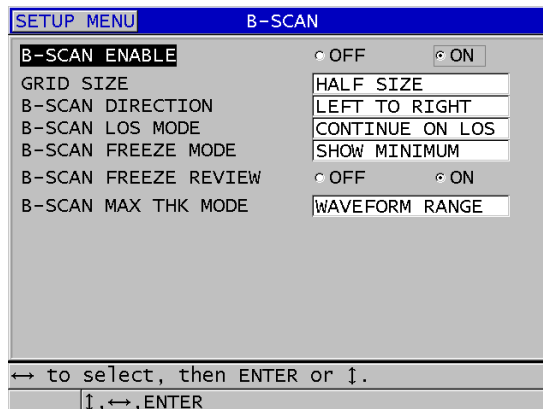 SETUP MENU B-SCAN
B-SCAN ENABLE OFF ON
GRID SIZE HALF SIZE
B-SCAN DIRECTION LEFT TO RIGHT
B-SCAN LOS MODE CONTINUE ON LOS
B-SCAN FREEZE MODE SHOW MINIMUM
B-SCAN FREEZE REVIEW OFF ON
B-SCAN MAX THK MODE WAVEFORM RANGE
↔ to select, then ENTER or ↕.
↕,↔,ENTER